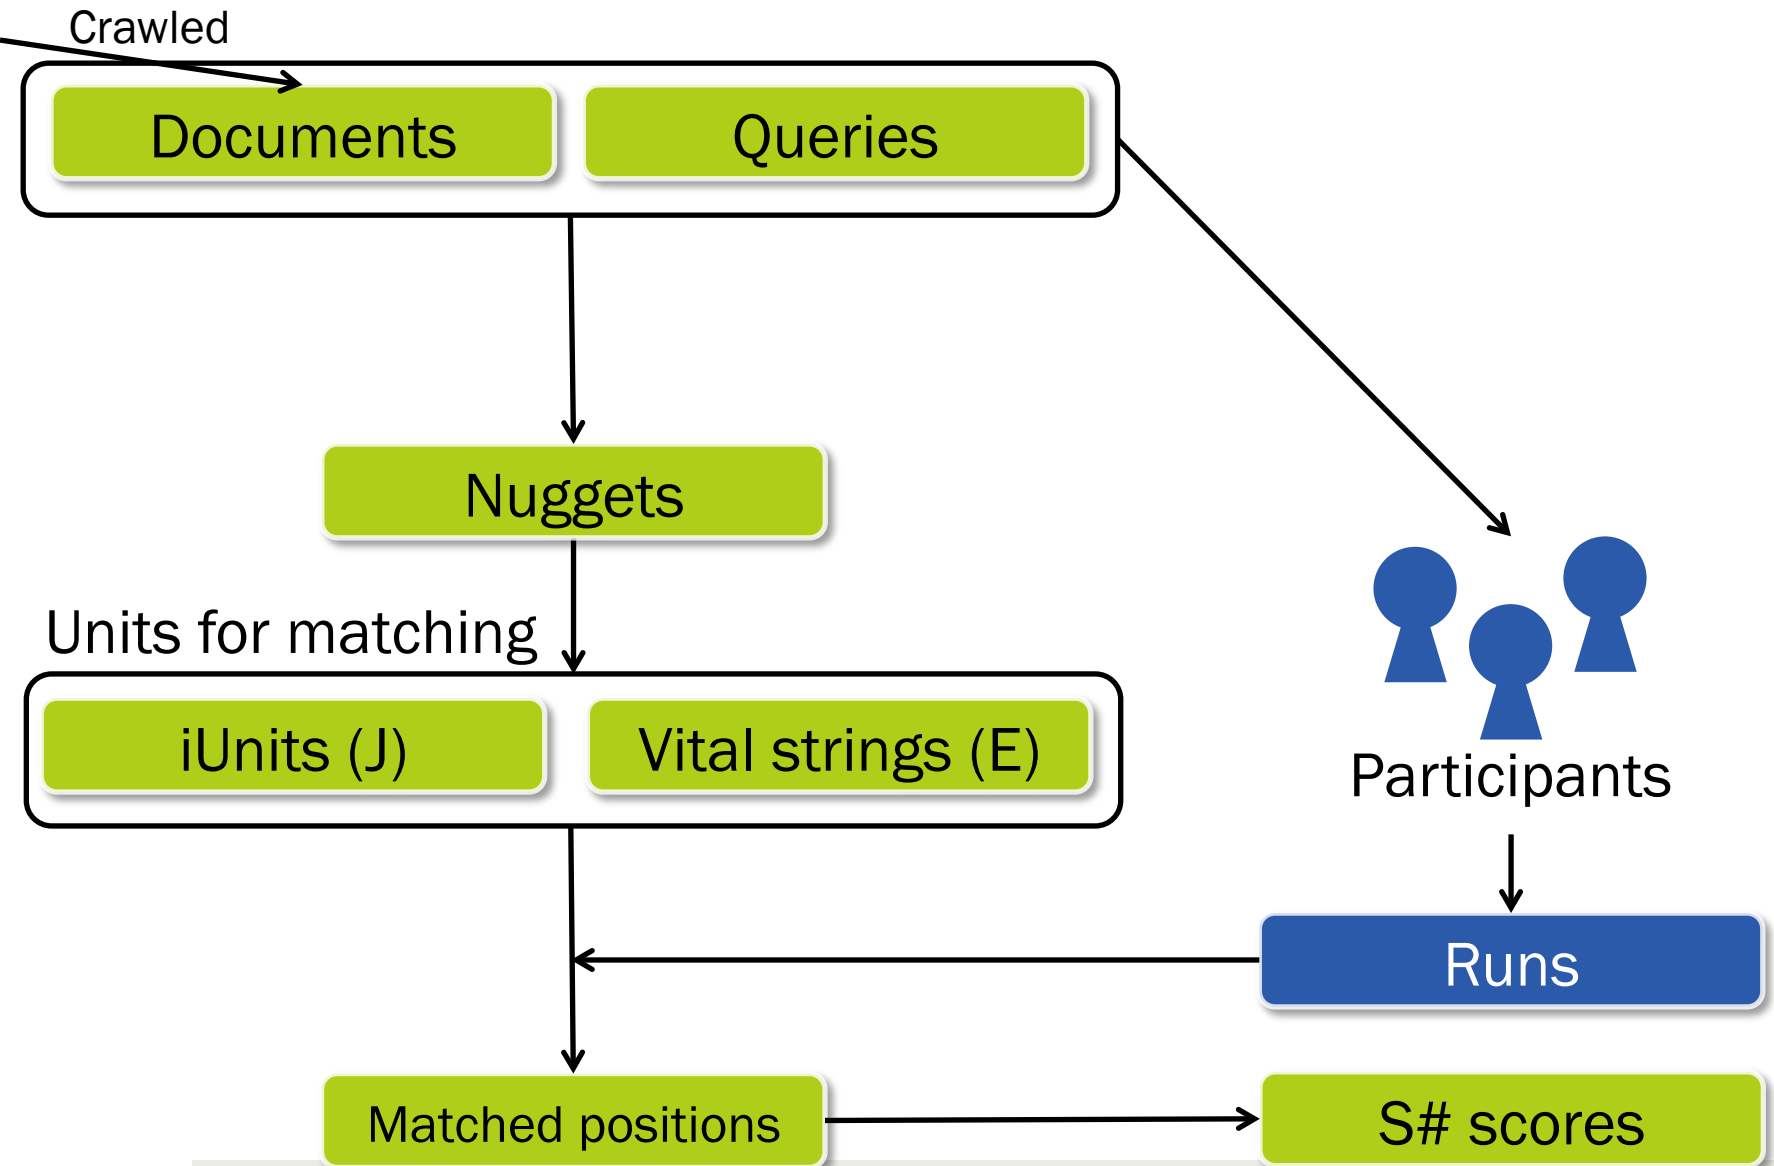 Crawled
Documents
Queries
Nuggets
Units for matching
iUnits (J)
Vital strings (E)
Participants
Runs
Matched positions
S# scores